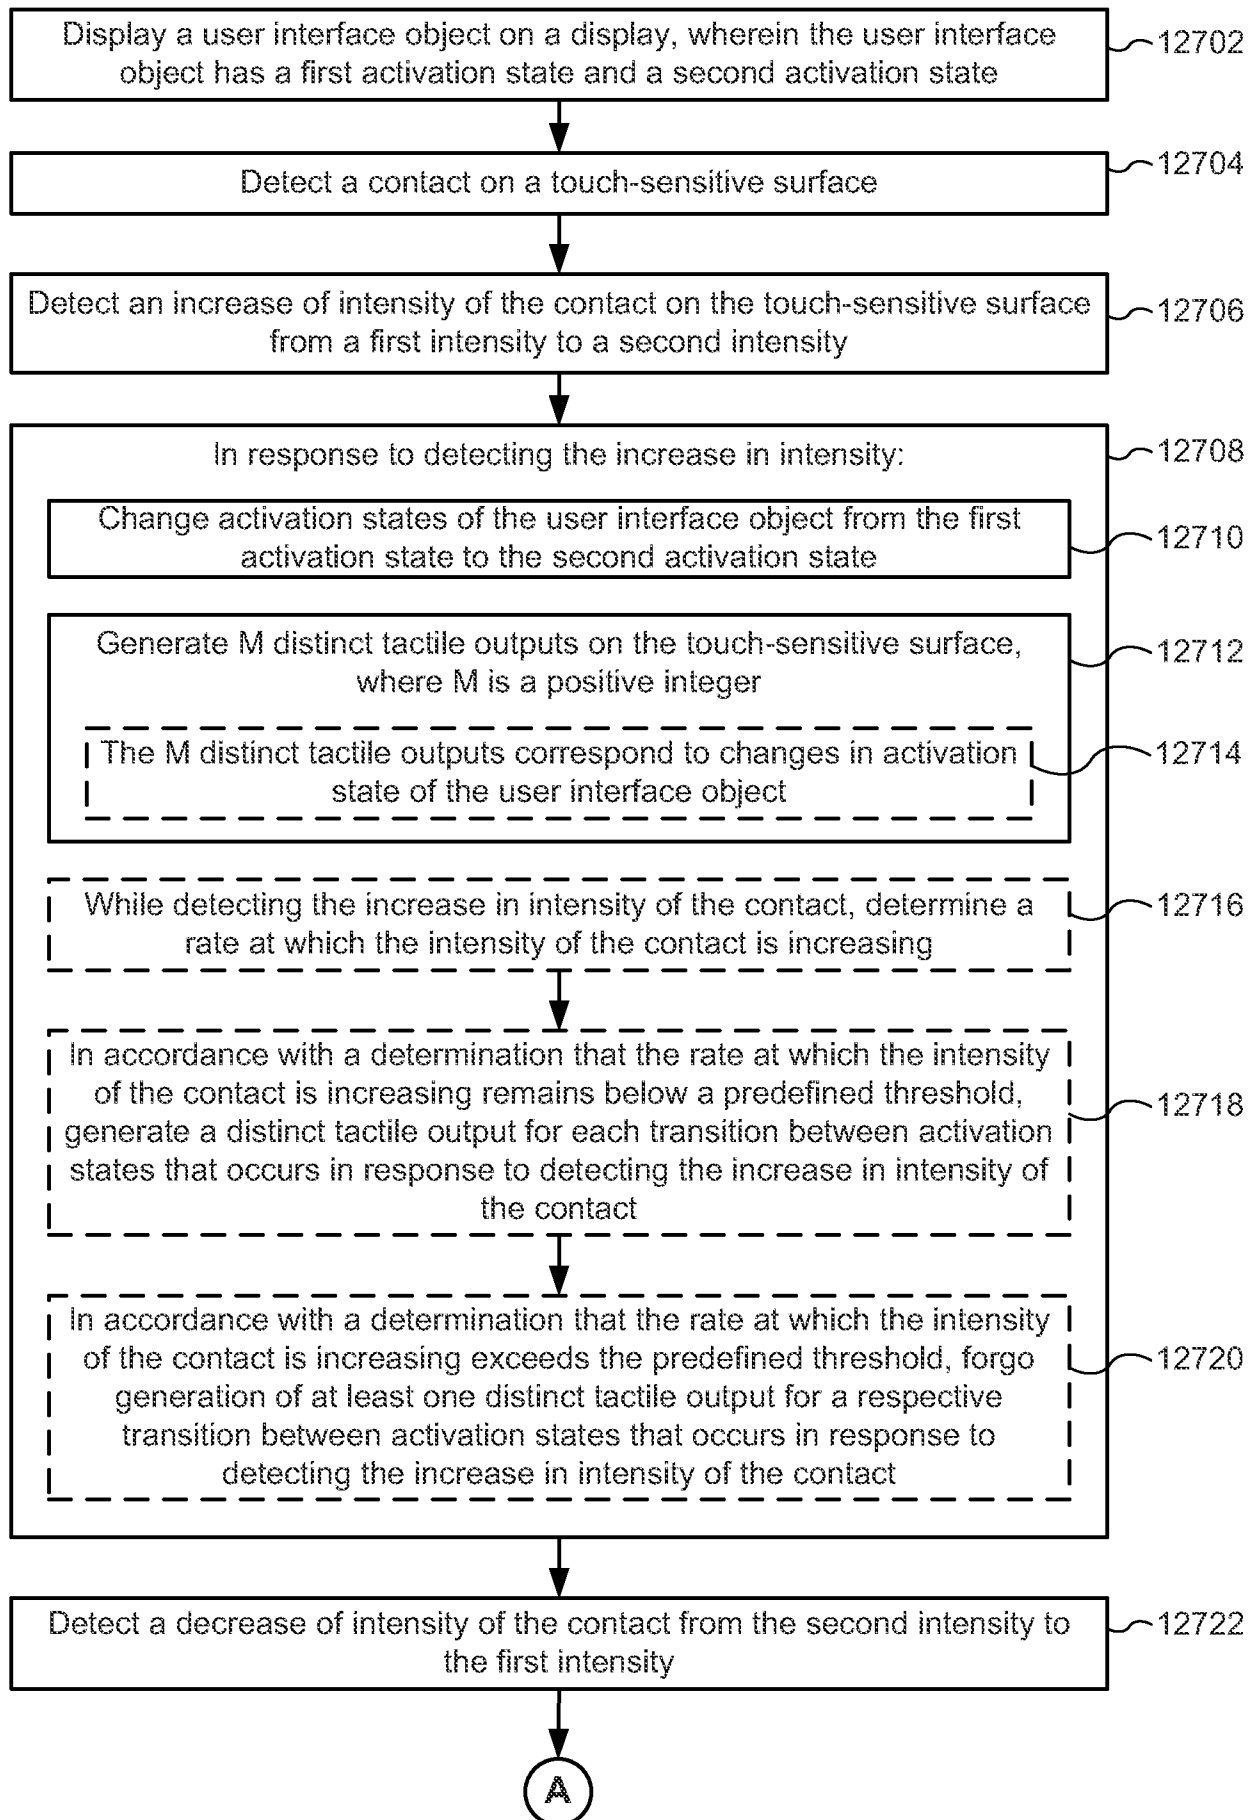 Display a user interface object on a display, wherein the user interface
object has a first activation state and a second activation state
12702
Detect a contact on a touch-sensitive surface
12704
Detect an increase of intensity of the contact on the touch-sensitive surface
from a first intensity to a second intensity
12706
In response to detecting the increase in intensity:
12708
Change activation states of the user interface object from the first
activation state to the second activation state
12710
Generate M distinct tactile outputs on the touch-sensitive surface,
where M is a positive integer
12712
The M distinct tactile outputs correspond to changes in activation
state of the user interface object
12714
While detecting the increase in intensity of the contact, determine a
rate at which the intensity of the contact is increasing
12716
In accordance with a determination that the rate at which the intensity
of the contact is increasing remains below a predefined threshold,
generate a distinct tactile output for each transition between activation
states that occurs in response to detecting the increase in intensity of
the contact
12718
In accordance with a determination that the rate at which the intensity
of the contact is increasing exceeds the predefined threshold, forgo
generation of at least one distinct tactile output for a respective
transition between activation states that occurs in response to
detecting the increase in intensity of the contact
12720
Detect a decrease of intensity of the contact from the second intensity to
the first intensity
12722
A